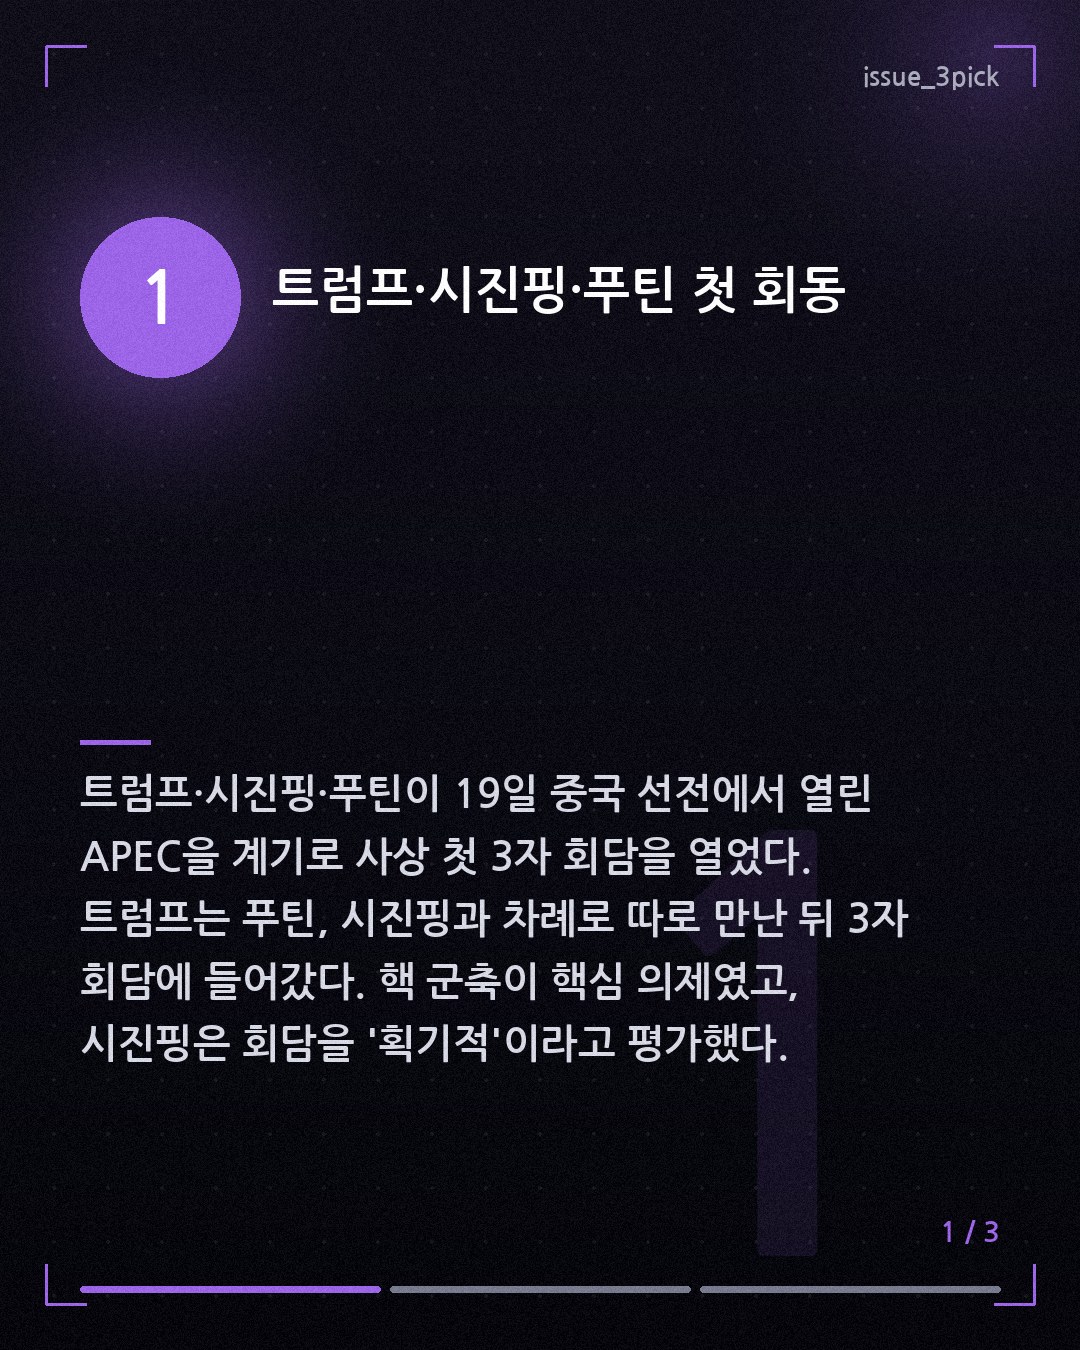 issue_3pick
1
트럼프·시진핑·푸틴 첫 회동
트럼프·시진핑·푸틴이 19일 중국 선전에서 열린
APEC을 계기로 사상 첫 3자 회담을 열었다.
트럼프는 푸틴, 시진핑과 차례로 따로 만난 뒤 3자
회담에 들어갔다. 핵 군축이 핵심 의제였고,
시진핑은 회담을 '획기적'이라고 평가했다.
1
1 / 3